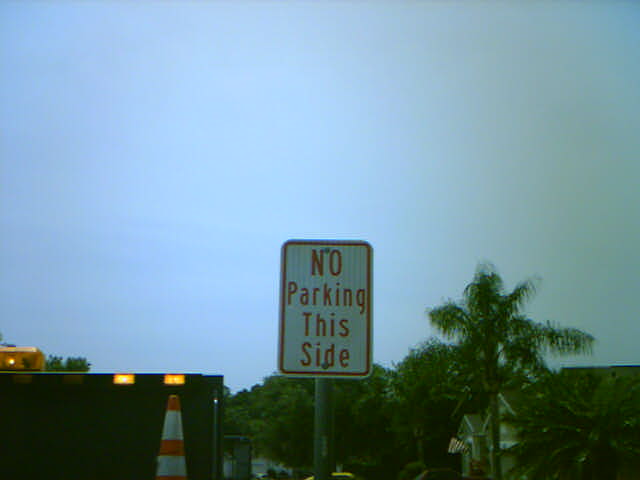 NO
Parking
This
Side